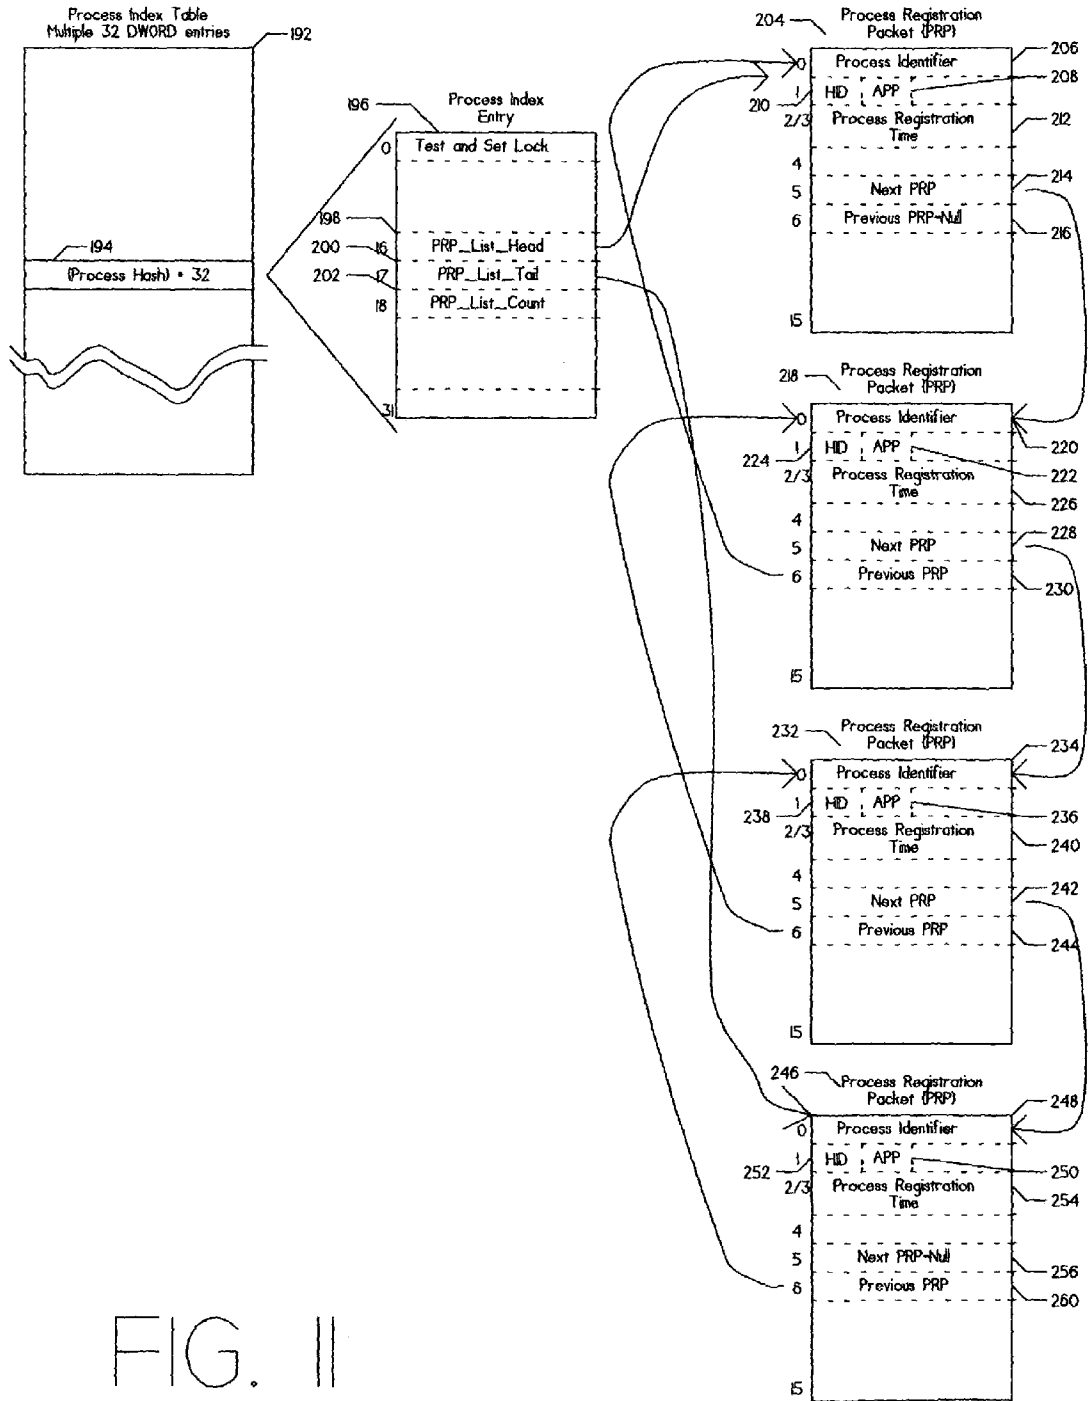 Process Index Table
Multiple 32 DWORD entries
192
194
(Process Hash) * 32
196
Process Index
Entry
0
Test and Set Lock
198
200
16
PRP_List_Head
202
17
PRP_List_Tail
18
PRP_List_Count
31
204
Process Registration
Packet (PRP)
206
0
Process Identifier
208
210
1
HID
APP
212
2/3
Process Registration
Time
4
214
5
Next PRP
6
Previous PRP-Null
216
15
218
Process Registration
Packet (PRP)
0
Process Identifier
220
1
HID
APP
224
222
2/3
Process Registration
Time
226
4
228
5
Next PRP
6
Previous PRP
230
15
232
Process Registration
Packet (PRP)
234
0
Process Identifier
1
HID
APP
238
236
2/3
Process Registration
Time
240
4
242
5
Next PRP
6
Previous PRP
244
15
246
Process Registration
Packet (PRP)
248
0
Process Identifier
1
HID
APP
252
250
2/3
Process Registration
Time
254
4
5
Next PRP-Null
256
6
Previous PRP
260
15
FIG. 11